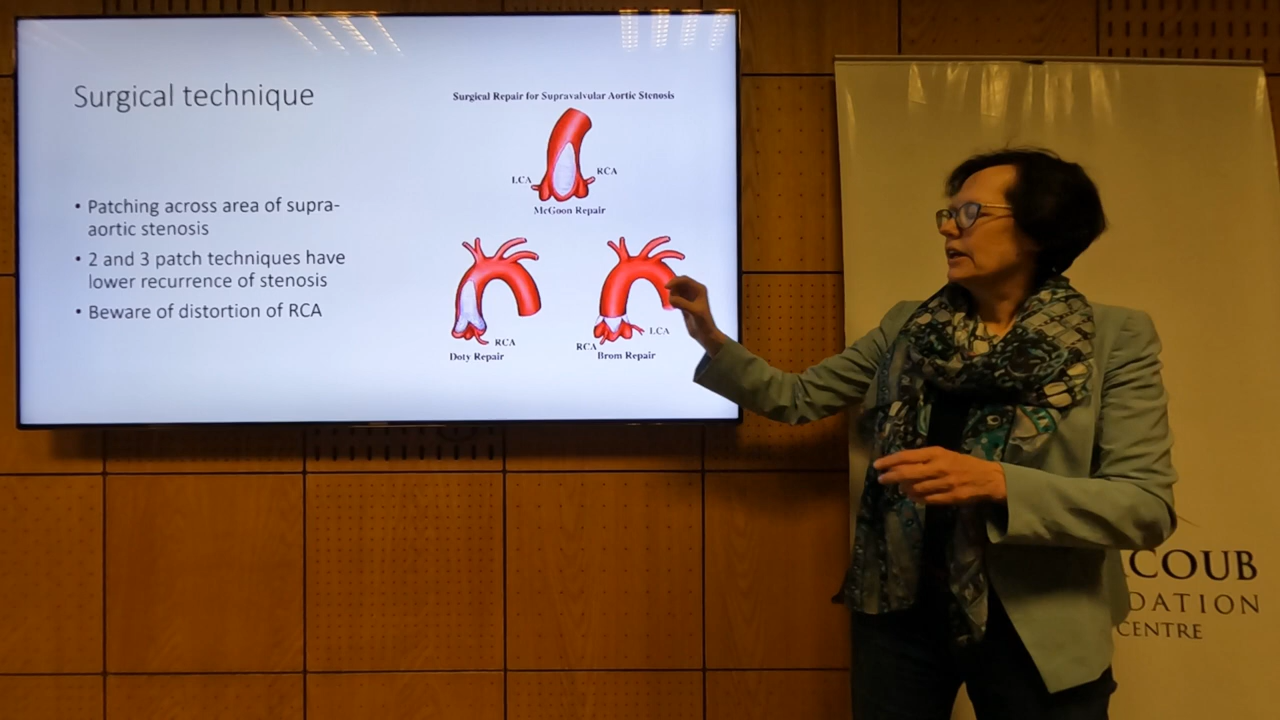 Surgical technique
• Patching across area of supra-
aortic stenosis
• 2 and 3 patch techniques have
lower recurrence of stenosis
• Beware of distortion of RCA
Surgical Repair for Supravalvular Aortic Stenosis
LCA
RCA
McGoon Repair
RCA
Doty Repair
LCA
RCA
Brom Repair
COUB
DATION
CENTRE